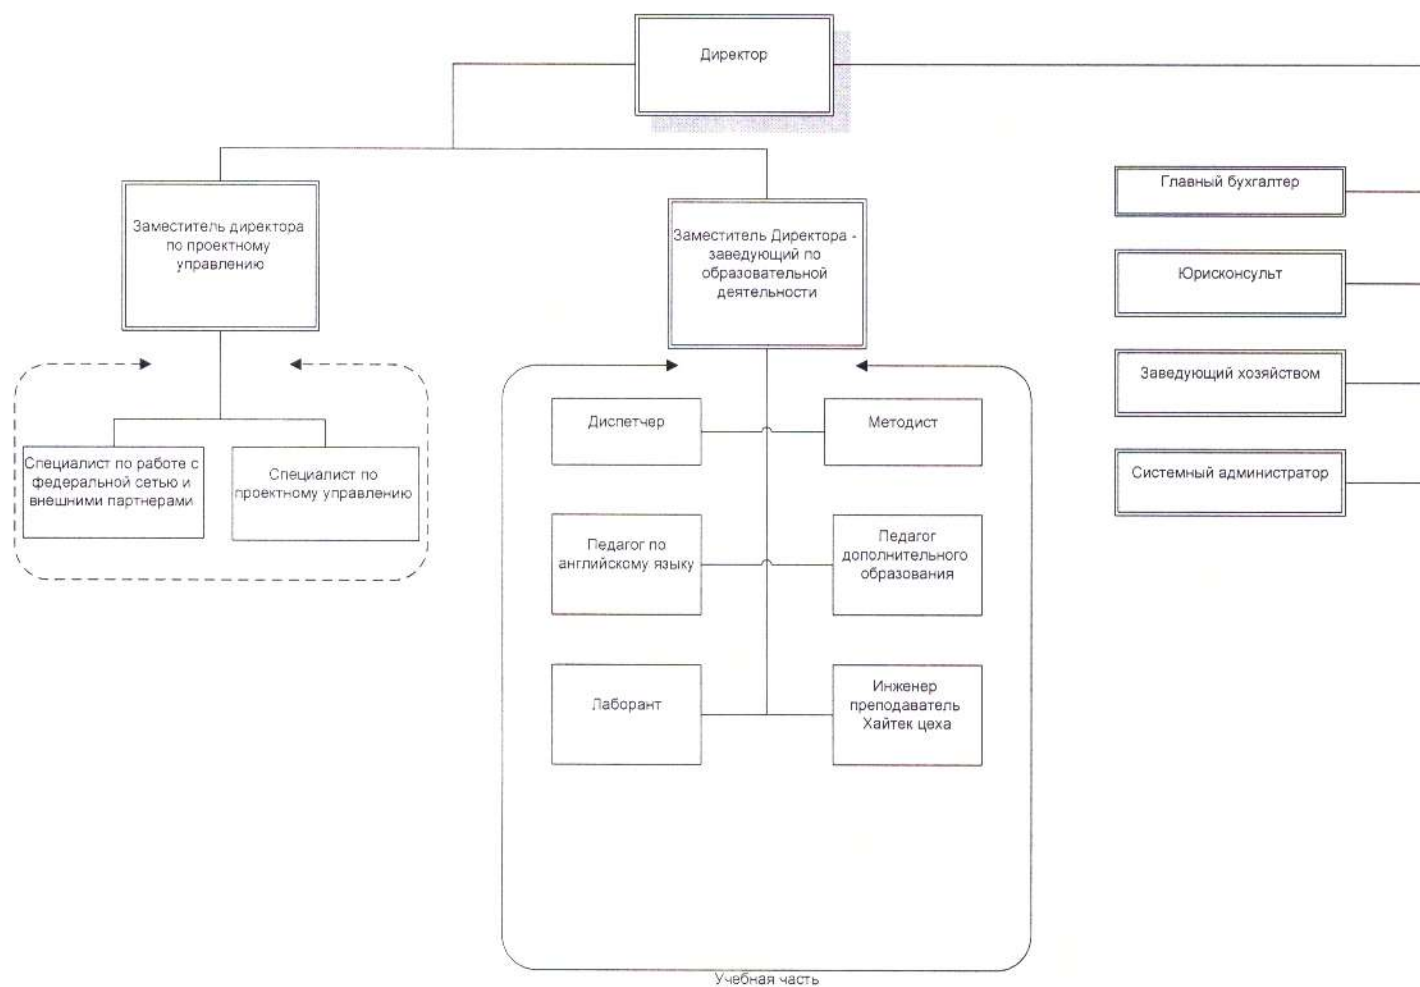 Директор
Заместитель директора
по проектному
управлению
Заместитель Директора -
заведующий по
образовательной
деятельности
Главный бухгалтер
Юрисконсульт
Заведующий хозяйством
Системный администратор
Специалист по работе с
федеральной сетью и
внешними партнерами
Специалист по
проектному управлению
Диспетчер
Методист
Педагог по
английскому языку
Педагог
дополнительного
образования
Лаборант
Инженер
преподаватель
Хайтек цеха
Учебная часть